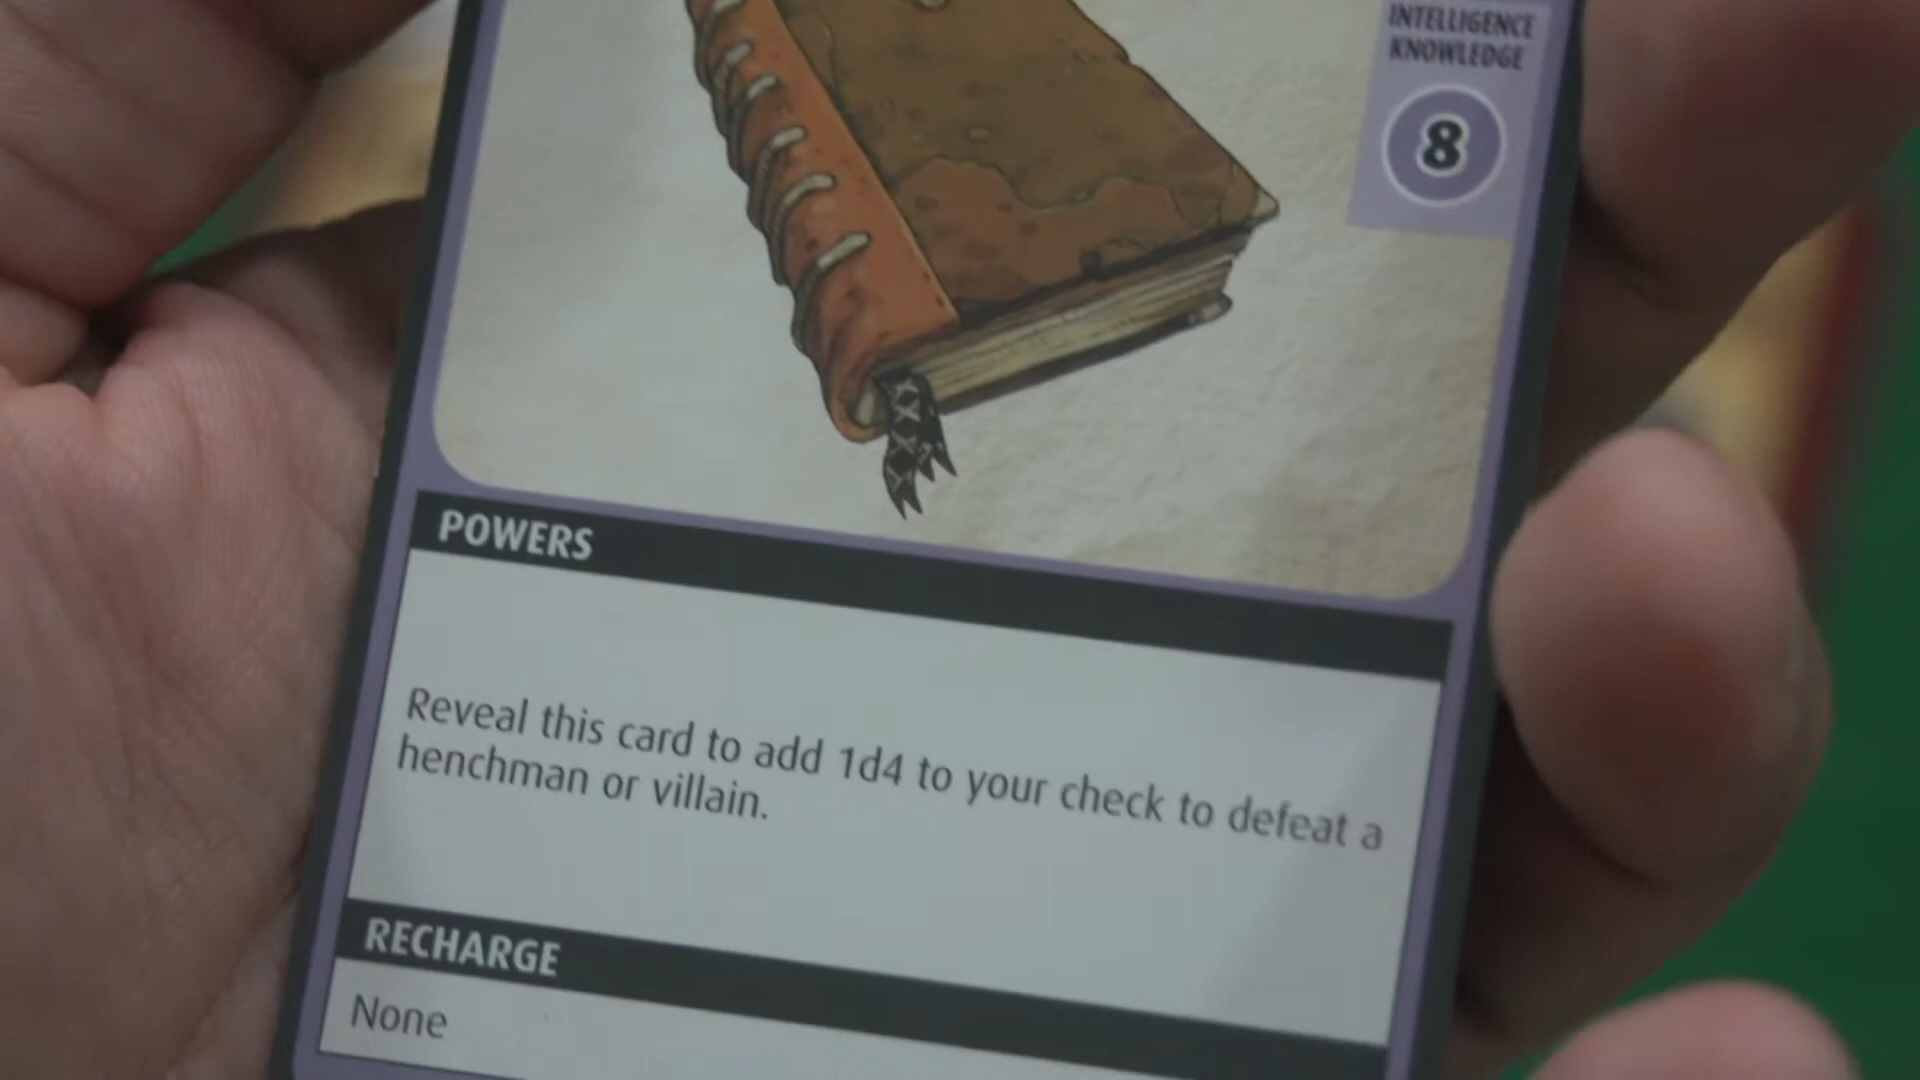 INTELLIGENCE
KNOWLEDGE
8
POWERS
Reveal this card to add 1d4 to your check to defeat a
henchman or villain.
RECHARGE
None